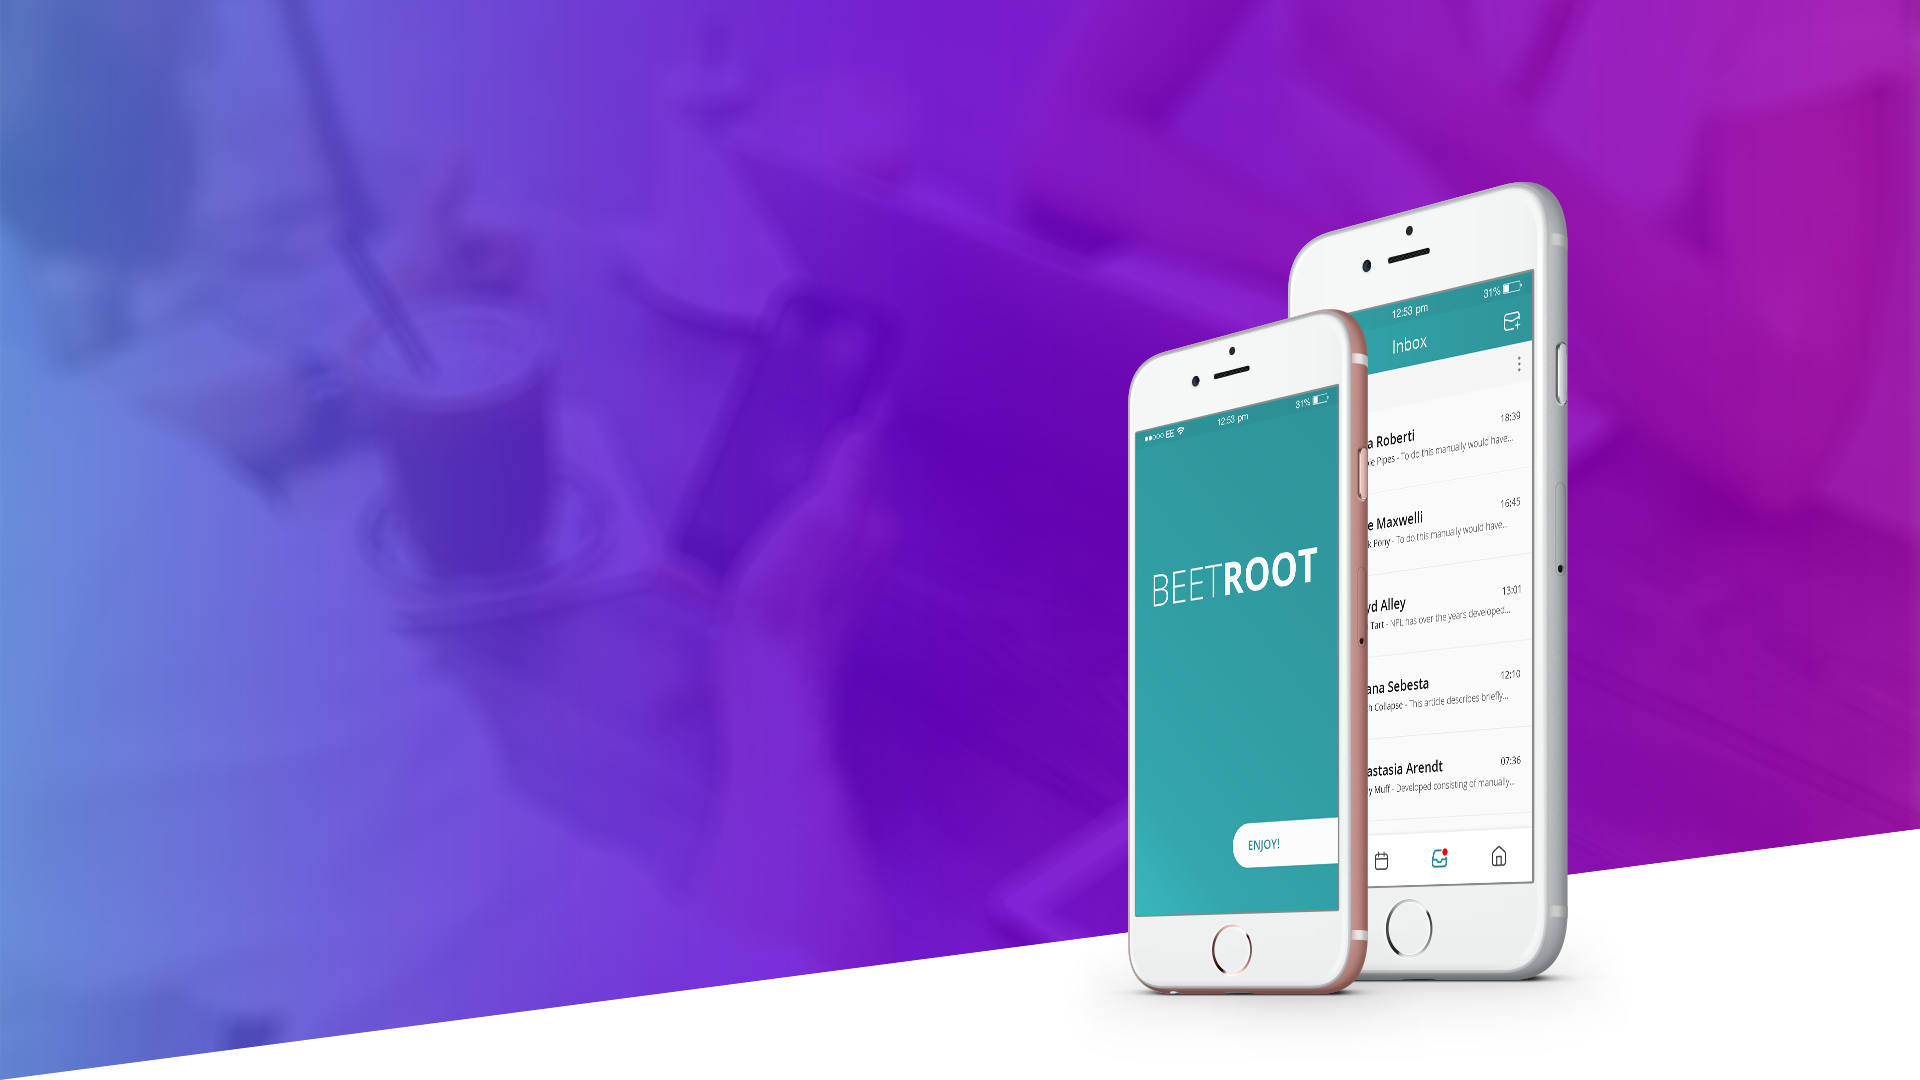 ●●○○○ EE 12:53 pm 31%
BEETROOT
ENJOY!
12:53 pm 31%
Inbox
a Roberti 18:39
Pipes - To do this manually would have...
e Maxwelli 16:45
k Pony - To do this manually would have...
yd Alley 13:01
Tart - NPL has over the years developed...
ana Sebesta 12:10
h Collapse - This article describes briefly...
astasia Arendt 07:36
y Muff - Developed consisting of manually...